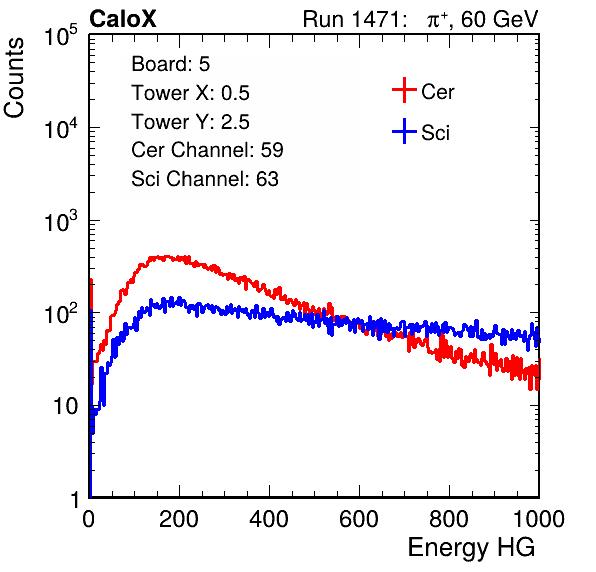 CaloX Run 1471: π⁺, 60 GeV
Counts
Board: 5
Tower X: 0.5
Tower Y: 2.5
Cer Channel: 59
Sci Channel: 63
Cer
Sci
10⁵
10⁴
10³
10²
10
1
0 200 400 600 800 1000
Energy HG